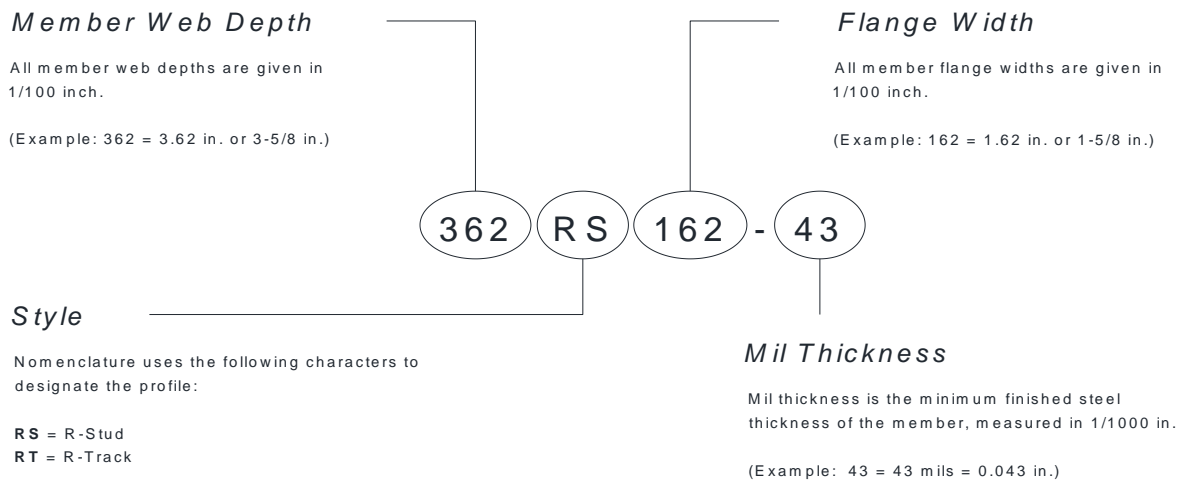 Member Web Depth
All member web depths are given in
1/100 inch.
(Example: 362 = 3.62 in. or 3-5/8 in.)
Flange Width
All member flange widths are given in
1/100 inch.
(Example: 162 = 1.62 in. or 1-5/8 in.)
362 RS 162 - 43
Style
Nomenclature uses the following characters to
designate the profile:
RS = R-Stud
RT = R-Track
Mil Thickness
Mil thickness is the minimum finished steel
thickness of the member, measured in 1/1000 in.
(Example: 43 = 43 mils = 0.043 in.)